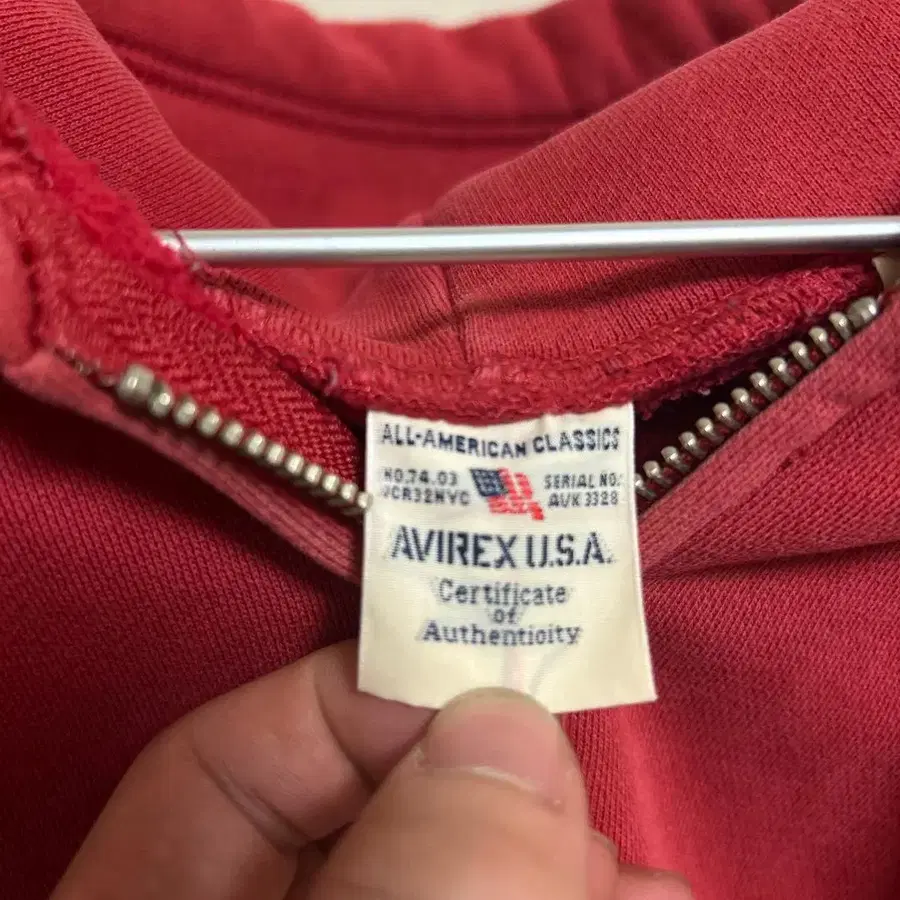 ALL-AMERICAN CLASSICS
NO.74.03 SERIAL NO.:
JCR32NYC AVK 3328
AVIREX U.S.A.
Certificate
of
Authenticity